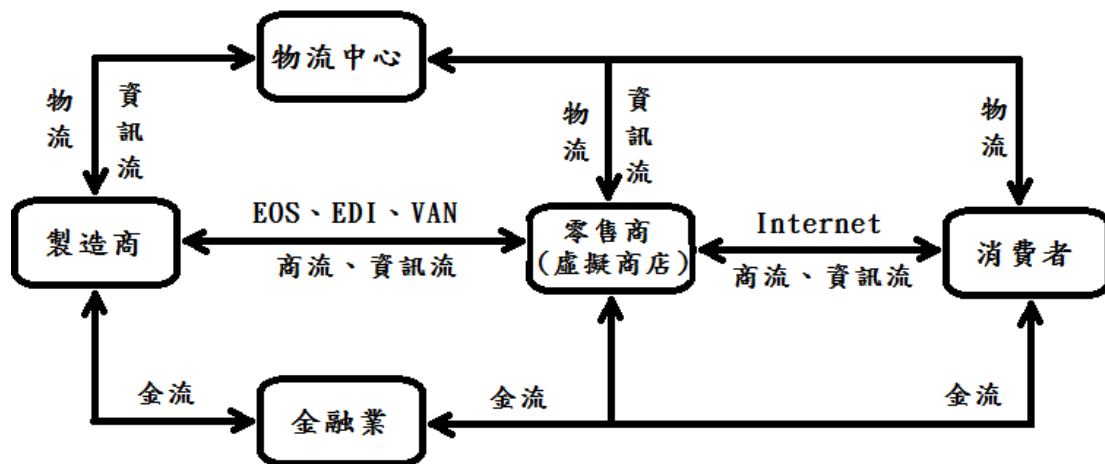 物流中心
物流
資訊流
物流
資訊流
物流
製造商
EOS、EDI、VAN
商流、資訊流
零售商
(虛擬商店)
Internet
商流、資訊流
消費者
金流
金融業
金流
金流